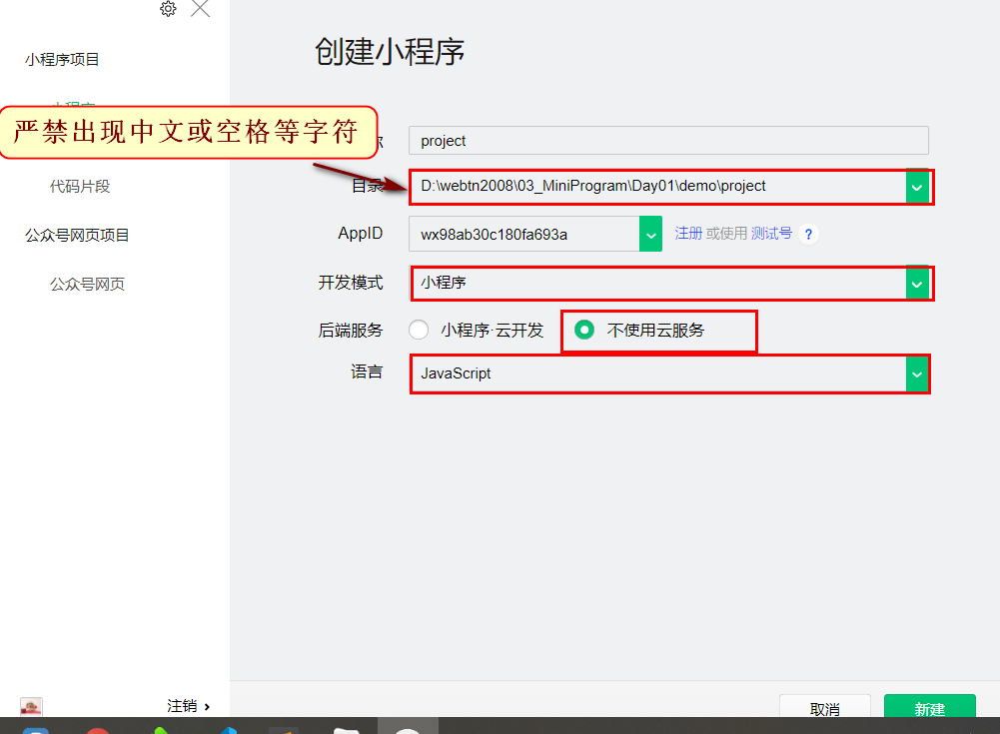 小程序项目
小程序
代码片段
公众号网页项目
公众号网页
注销
创建小程序
严禁出现中文或空格等字符
project
目录 D:\webtn2008\03_MiniProgram\Day01\demo\project
AppID wx98ab30c180fa693a 注册 或使用 测试号 ?
开发模式 小程序
后端服务 小程序·云开发 不使用云服务
语言 JavaScript
取消 新建